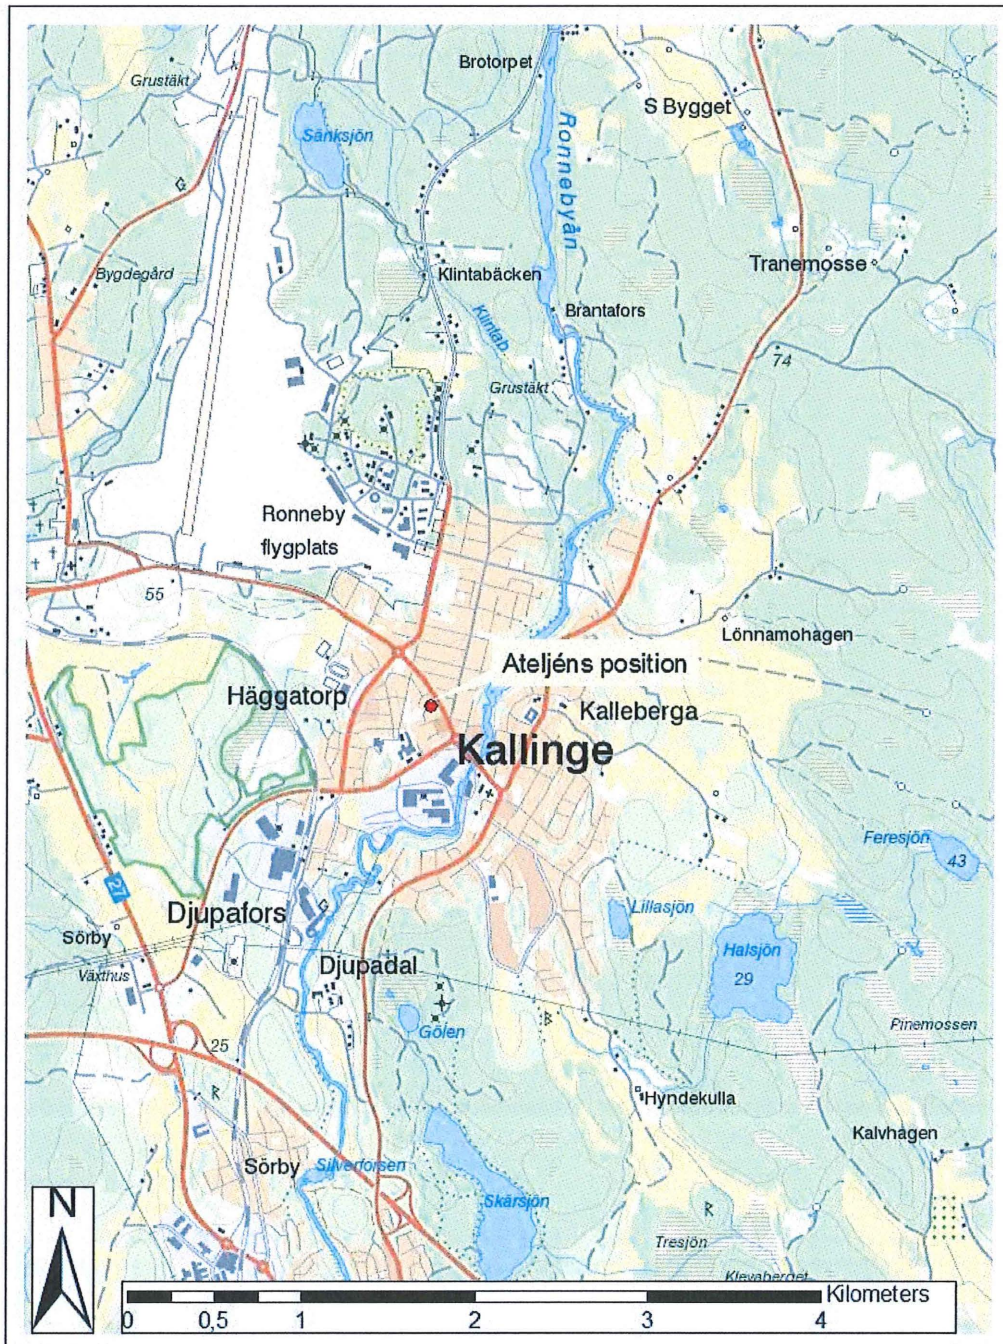 Brotorpet
Grustäkt
S Bygget
Sänksjön
Ronnebyån
Bygdegård
Klintabäcken
Tranemosse
Brantafors
Klintab
74
Grustäkt
Ronneby
flygplats
55
Lönnamohagen
Ateljéns position
Häggatorp
Kalleberga
Kallinge
Feresjön
43
27
Djupafors
Lillasjön
Sörby
Halsjön
Växthus
Djupadal
29
Gölen
Pinemossen
25
Hyndekulla
Kalvhagen
Sörby
Silverforsen
Skärsjön
N
Tresjön
Klevaberget
Kilometers
0 0,5 1 2 3 4